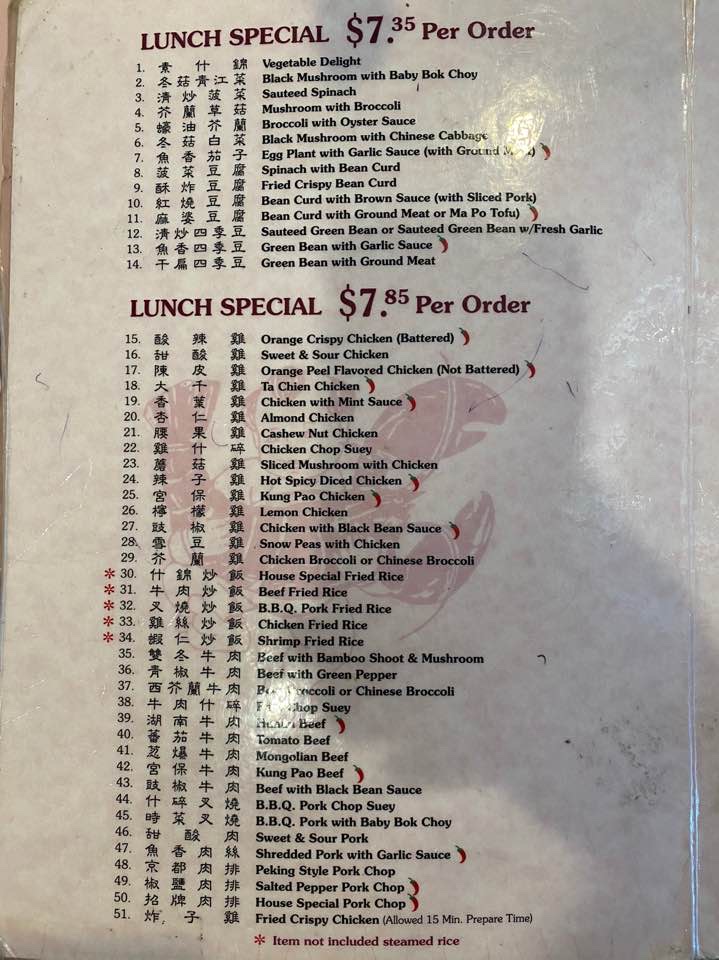 LUNCH SPECIAL $7.35 Per Order
1. 素什錦 Vegetable Delight
2. 冬菇青江菜 Black Mushroom with Baby Bok Choy
3. 清炒菠菜 Sauteed Spinach
4. 芥蘭草菇 Mushroom with Broccoli
5. 蠔油芥蘭 Broccoli with Oyster Sauce
6. 冬菇白菜 Black Mushroom with Chinese Cabbage
7. 魚香茄子 Egg Plant with Garlic Sauce (with Ground Meat)
8. 菠菜豆腐 Spinach with Bean Curd
9. 酥炸豆腐 Fried Crispy Bean Curd
10. 紅燒豆腐 Bean Curd with Brown Sauce (with Sliced Pork)
11. 麻婆豆腐 Bean Curd with Ground Meat or Ma Po Tofu)
12. 清炒四季豆 Sauteed Green Bean or Sauteed Green Bean w/Fresh Garlic
13. 魚香四季豆 Green Bean with Garlic Sauce
14. 干扁四季豆 Green Bean with Ground Meat
LUNCH SPECIAL $7.85 Per Order
15. 酸辣雞 Orange Crispy Chicken (Battered)
16. 甜酸雞 Sweet & Sour Chicken
17. 陳皮雞 Orange Peel Flavored Chicken (Not Battered)
18. 大千雞 Ta Chien Chicken
19. 香葉雞 Chicken with Mint Sauce
20. 杏仁雞 Almond Chicken
21. 腰果雞 Cashew Nut Chicken
22. 雞什碎 Chicken Chop Suey
23. 蘑菇雞 Sliced Mushroom with Chicken
24. 辣子雞 Hot Spicy Diced Chicken
25. 宮保雞 Kung Pao Chicken
26. 檸檬雞 Lemon Chicken
27. 豉椒雞 Chicken with Black Bean Sauce
28. 雪豆雞 Snow Peas with Chicken
29. 芥蘭雞 Chicken Broccoli or Chinese Broccoli
* 30. 什錦炒飯 House Special Fried Rice
* 31. 牛肉炒飯 Beef Fried Rice
* 32. 叉燒炒飯 B.B.Q. Pork Fried Rice
* 33. 雞絲炒飯 Chicken Fried Rice
* 34. 蝦仁炒飯 Shrimp Fried Rice
35. 雙冬牛肉 Beef with Bamboo Shoot & Mushroom
36. 青椒牛肉 Beef with Green Pepper
37. 西芥蘭牛肉 Broccoli or Chinese Broccoli
38. 牛肉什碎 Chop Suey
39. 湖南牛肉 Hunan Beef
40. 蕃茄牛肉 Tomato Beef
41. 葱爆牛肉 Mongolian Beef
42. 宮保牛肉 Kung Pao Beef
43. 豉椒牛肉 Beef with Black Bean Sauce
44. 什碎叉燒 B.B.Q. Pork Chop Suey
45. 時菜叉燒 B.B.Q. Pork with Baby Bok Choy
46. 甜酸肉 Sweet & Sour Pork
47. 魚香肉絲 Shredded Pork with Garlic Sauce
48. 京都肉排 Peking Style Pork Chop
49. 椒鹽肉排 Salted Pepper Pork Chop
50. 招牌肉排 House Special Pork Chop
51. 炸子雞 Fried Crispy Chicken (Allowed 15 Min. Prepare Time)
* Item not included steamed rice